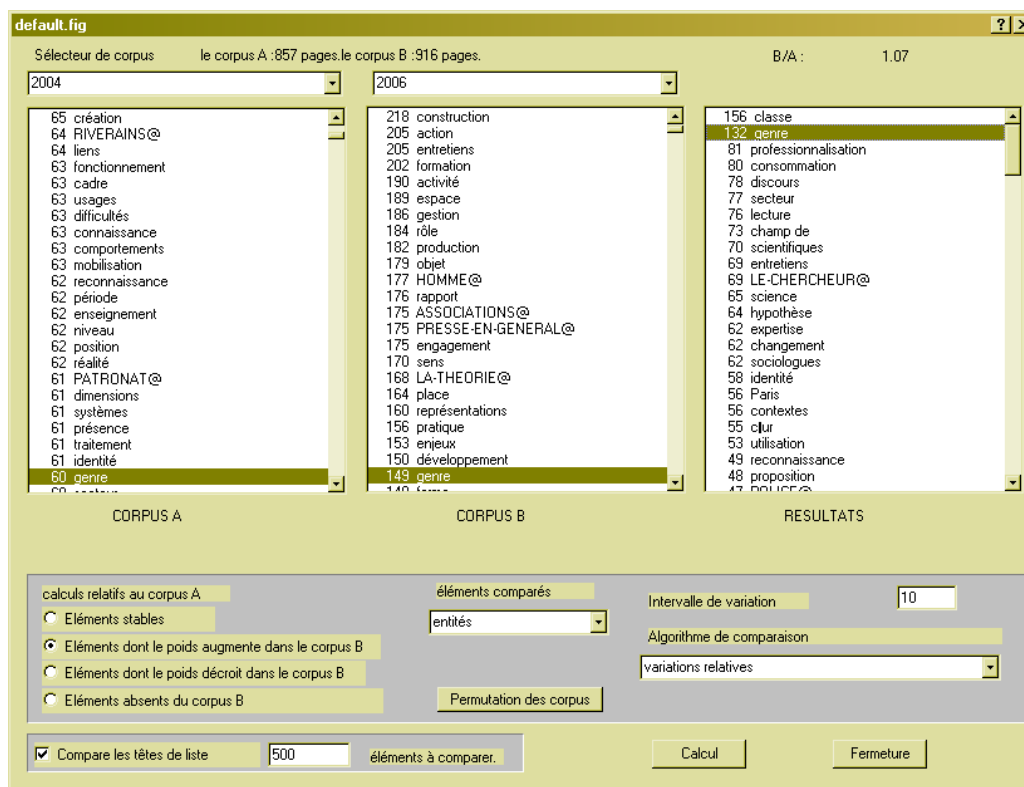 default.fig
Sélecteur de corpus le corpus A :857 pages.le corpus B :916 pages. B/A : 1.07
2004
2006
65 création
64 RIVERAINS@
64 liens
63 fonctionnement
63 cadre
63 usages
63 difficultés
63 connaissance
63 comportements
63 mobilisation
62 reconnaissance
62 période
62 enseignement
62 niveau
62 position
62 réalité
61 PATRONAT@
61 dimensions
61 systèmes
61 présence
61 traitement
61 identité
60 genre
CORPUS A
218 construction
205 action
205 entretiens
202 formation
190 activité
189 espace
186 gestion
184 rôle
182 production
179 objet
177 HOMME@
176 rapport
175 ASSOCIATIONS@
175 PRESSE-EN-GENERAL@
175 engagement
170 sens
168 LA-THEORIE@
164 place
160 représentations
156 pratique
153 enjeux
150 développement
149 genre
CORPUS B
156 classe
132 genre
81 professionnalisation
80 consommation
78 discours
77 secteur
76 lecture
73 champ de
70 scientifiques
69 entretiens
69 LE-CHERCHEUR@
65 science
64 hypothèse
62 expertise
62 changement
62 sociologues
58 identité
56 Paris
56 contextes
55 clur
53 utilisation
49 reconnaissance
48 proposition
47 POLICE@
RESULTATS
calculs relatifs au corpus A
Eléments stables
Eléments dont le poids augmente dans le corpus B
Eléments dont le poids décroit dans le corpus B
Eléments absents du corpus B
éléments comparés
entités
Permutation des corpus
Intervalle de variation 10
Algorithme de comparaison
variations relatives
Compare les têtes de liste 500 éléments à comparer.
Calcul
Fermeture